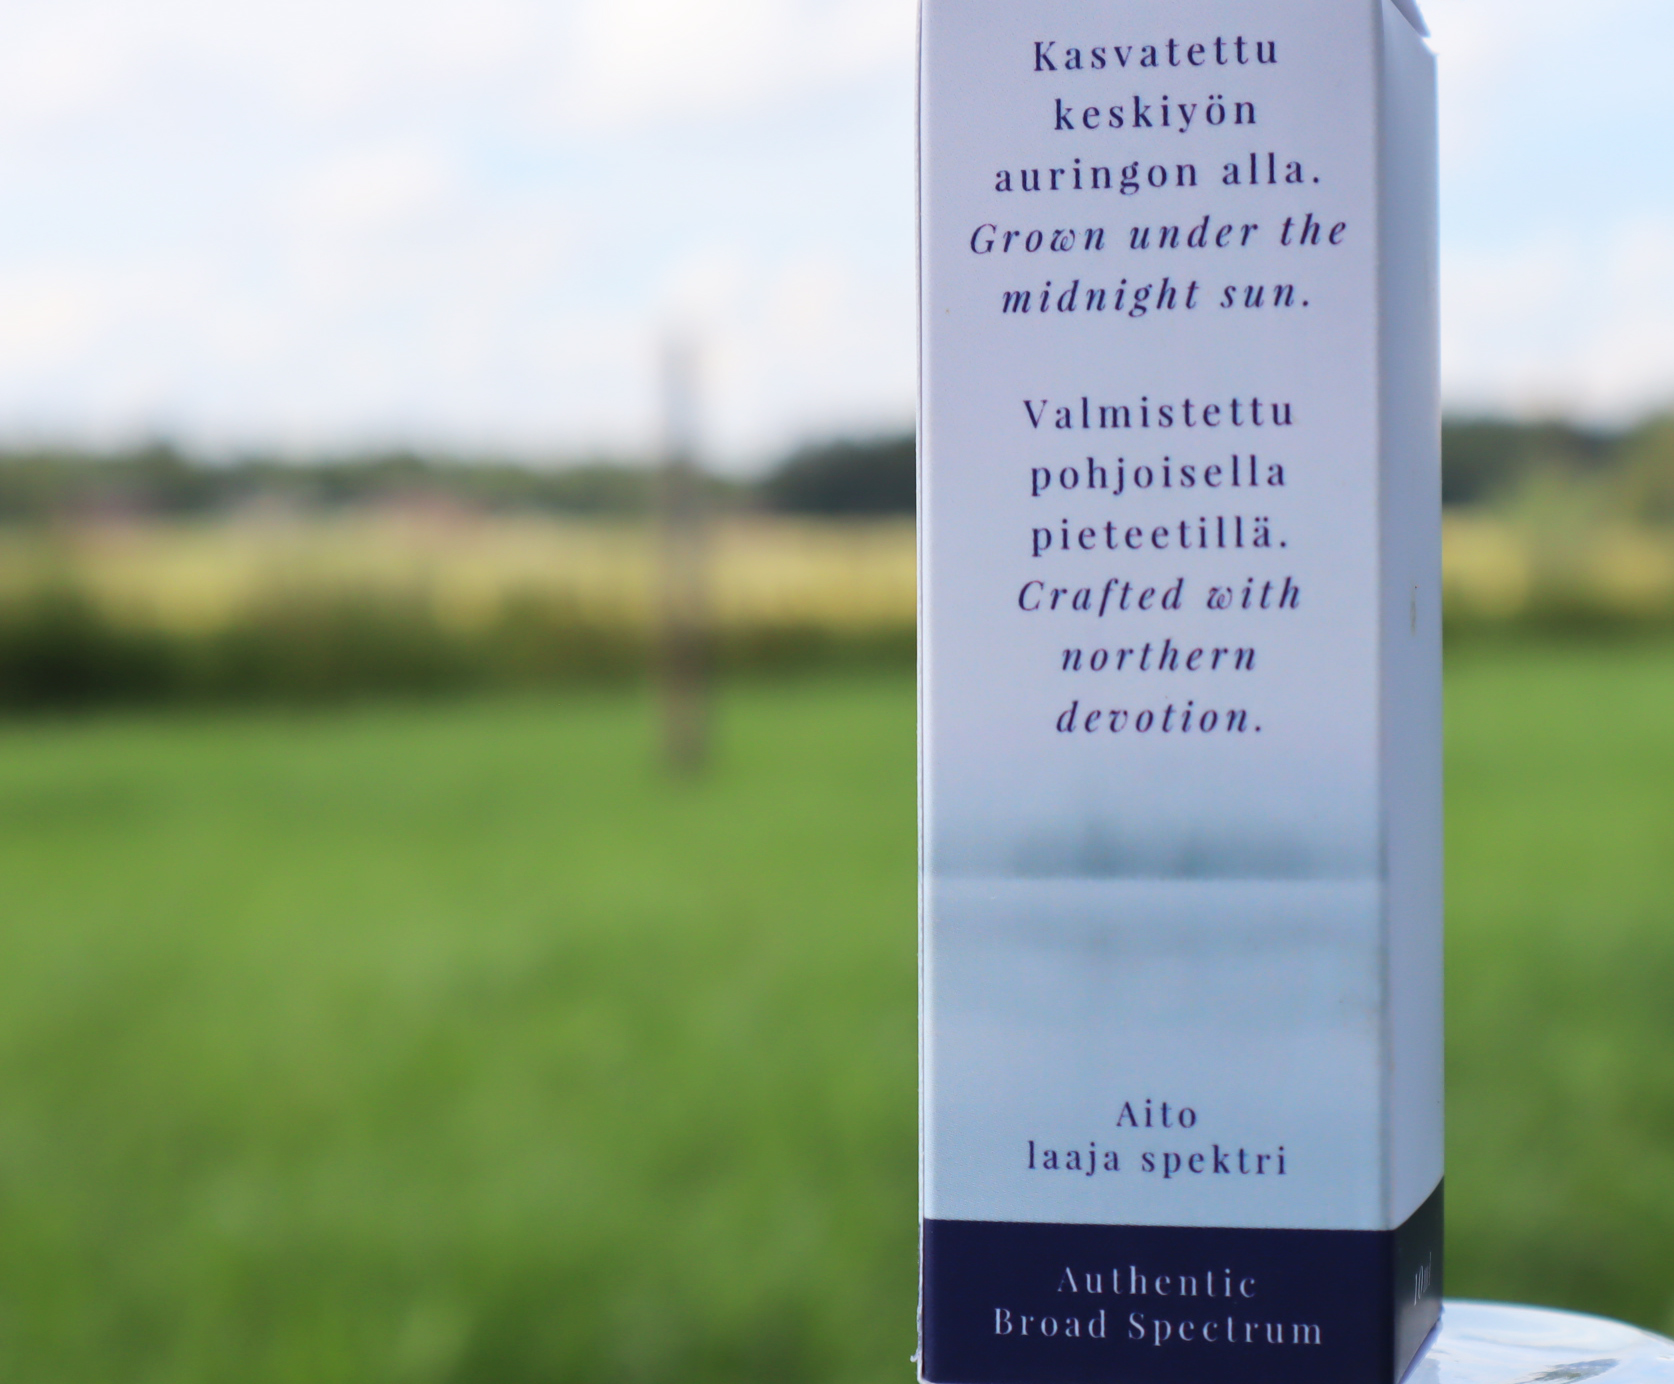 Kasvatettu
keskiyön
auringon alla.
Grown under the
midnight sun.
Valmistettu
pohjoisella
pieteetillä.
Crafted with
northern
devotion.
Aito
laaja spektri
Authentic
Broad Spectrum